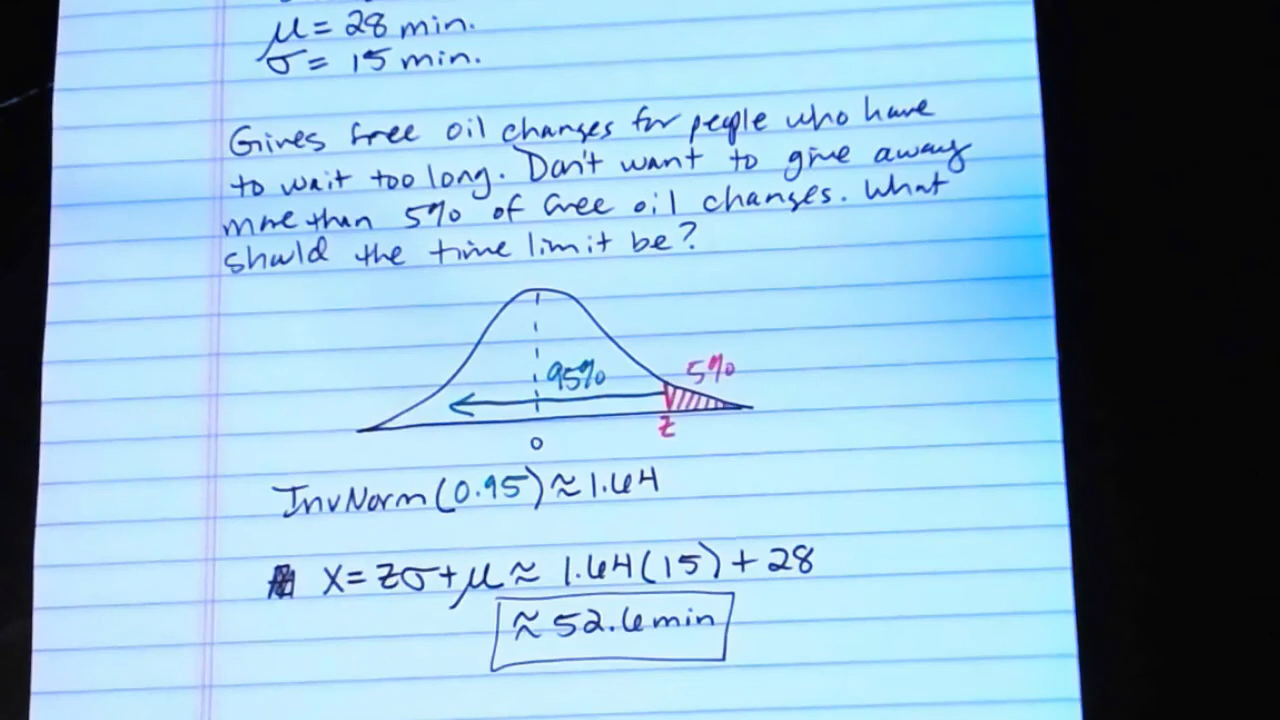 μ = 28 min.
σ = 15 min.
Gives free oil changes for people who have
to wait too long. Don't want to give away
more than 5% of free oil changes. What
should the time limit be?
95%
5%
z
0
InvNorm(0.95) ≈ 1.64
X = zσ + μ ≈ 1.64(15) + 28
≈ 52.6 min